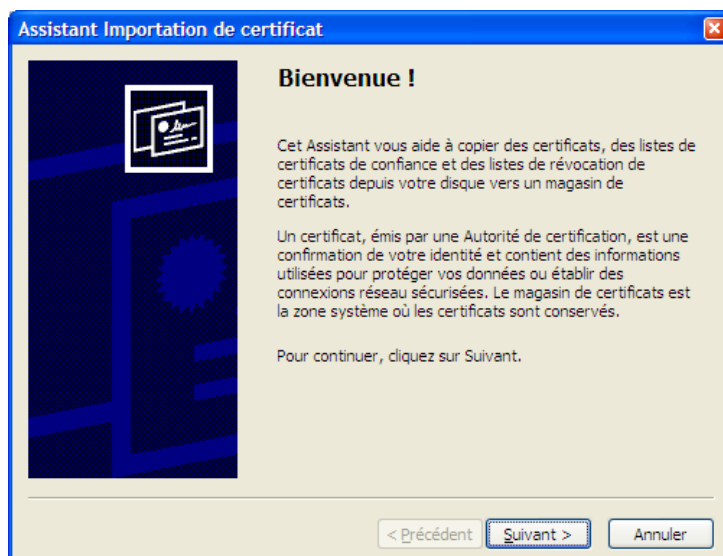 Assistant Importation de certificat
Bienvenue !
Cet Assistant vous aide à copier des certificats, des listes de
certificats de confiance et des listes de révocation de
certificats depuis votre disque vers un magasin de
certificats.
Un certificat, émis par une Autorité de certification, est une
confirmation de votre identité et contient des informations
utilisées pour protéger vos données ou établir des
connexions réseau sécurisées. Le magasin de certificats est
la zone système où les certificats sont conservés.
Pour continuer, cliquez sur Suivant.
< Précédent Suivant > Annuler